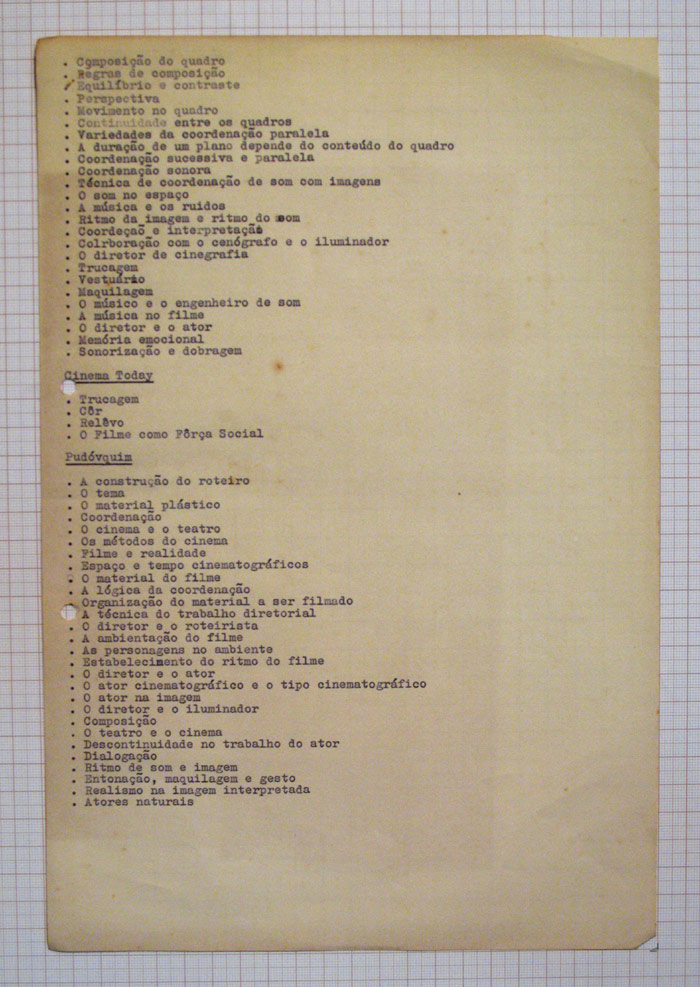 . Composição do quadro
. Regras de composição
. Equilíbrio e contraste
. Perspectiva
. Movimento no quadro
. Continuidade entre os quadros
. Variedades da coordenação paralela
. A duração de um plano depende do conteúdo do quadro
. Coordenação sucessiva e paralela
. Coordenação sonora
. Técnica de coordenação de som com imagens
. O som no espaço
. A música e os ruidos
. Ritmo da imagem e ritmo do som
. Coordeçaõ e interpretaçaõ
. Colrboração com o cenógrafo e o iluminador
. O diretor de cinegrafia
. Trucagem
. Vestuário
. Maquilagem
. O músico e o engenheiro de som
. A música no filme
. O diretor e o ator
. Memória emocional
. Sonorização e dobragem
Cinema Today
. Trucagem
. Côr
. Relêvo
. O Filme como Fôrça Social
Pudóvquim
. A construção do roteiro
. O tema
. O material plástico
. Coordenação
. O cinema e o teatro
. Os métodos do cinema
. Filme e realidade
. Espaço e tempo cinematográficos
. O material do filme
. A lógica da coordenação
. Organização do material a ser filmado
. A técnica do trabalho diretorial
. O diretor e o roteirista
. A ambientação do filme
. As personagens no ambiente
. Estabelecimento do ritmo do filme
. O diretor e o ator
. O ator cinematográfico e o tipo cinematográfico
. O ator na imagem
. O diretor e o iluminador
. Composição
. O teatro e o cinema
. Descontinuidade no trabalho do ator
. Dialogação
. Ritmo de som e imagem
. Entonação, maquilagem e gesto
. Realismo na imagem interpretada
. Atores naturais